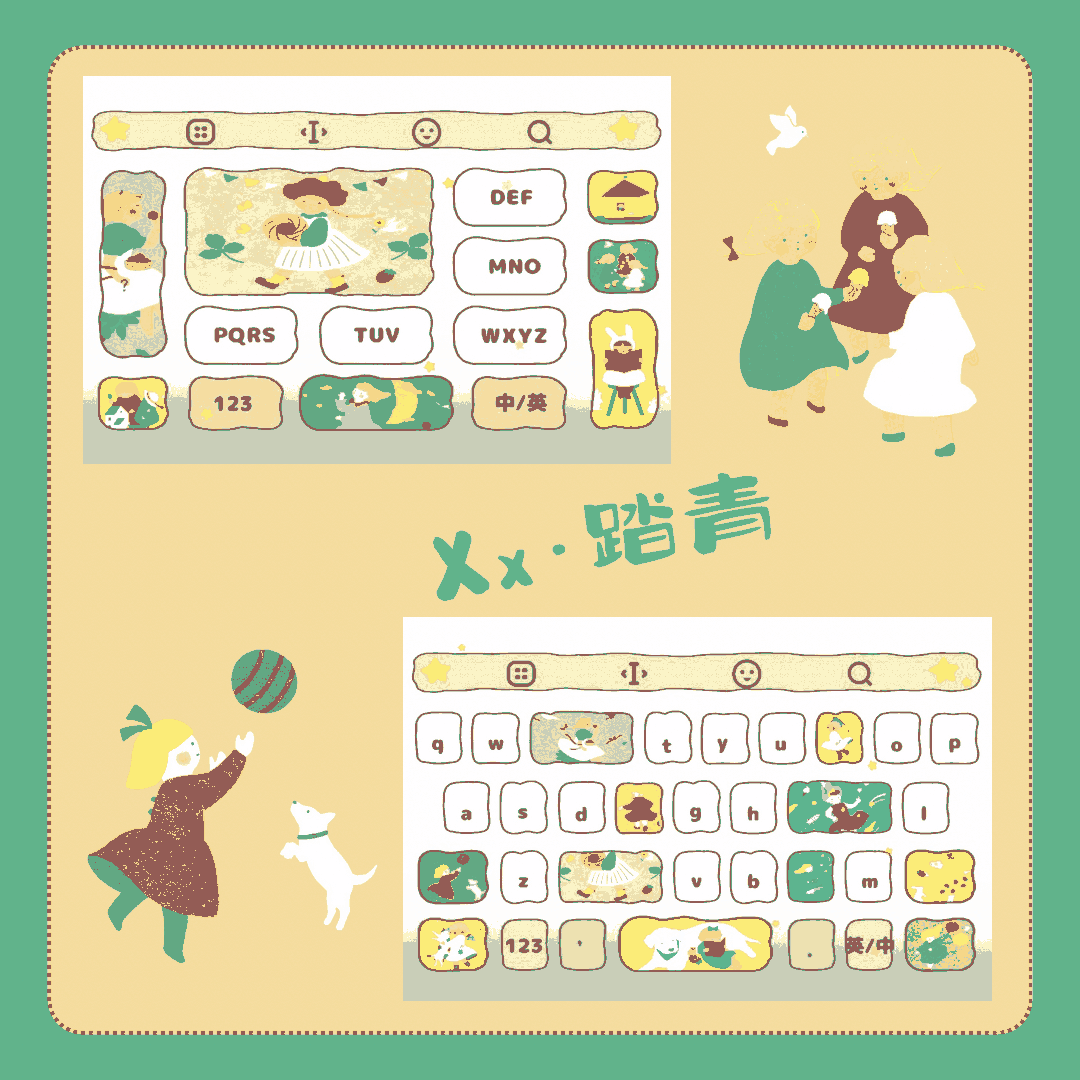 DEF
MNO
PQRS TUV WXYZ
123 中/英
Xx·踏青
q w t y u o p
a s d g h l
z v b m
123 ' . 英/中